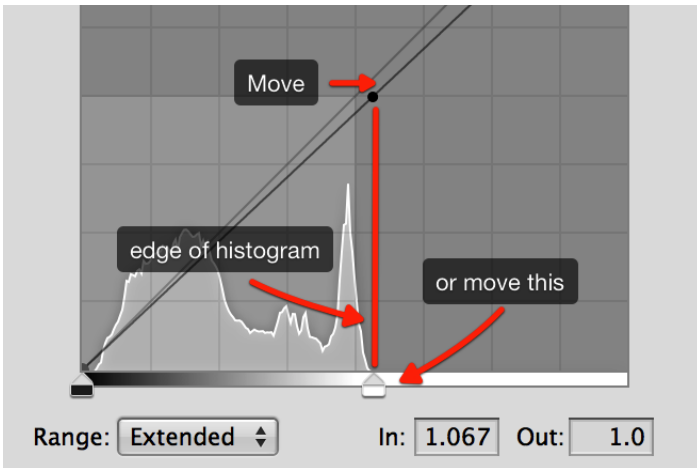 Move
edge of histogram
or move this
Range: Extended In: 1.067 Out: 1.0